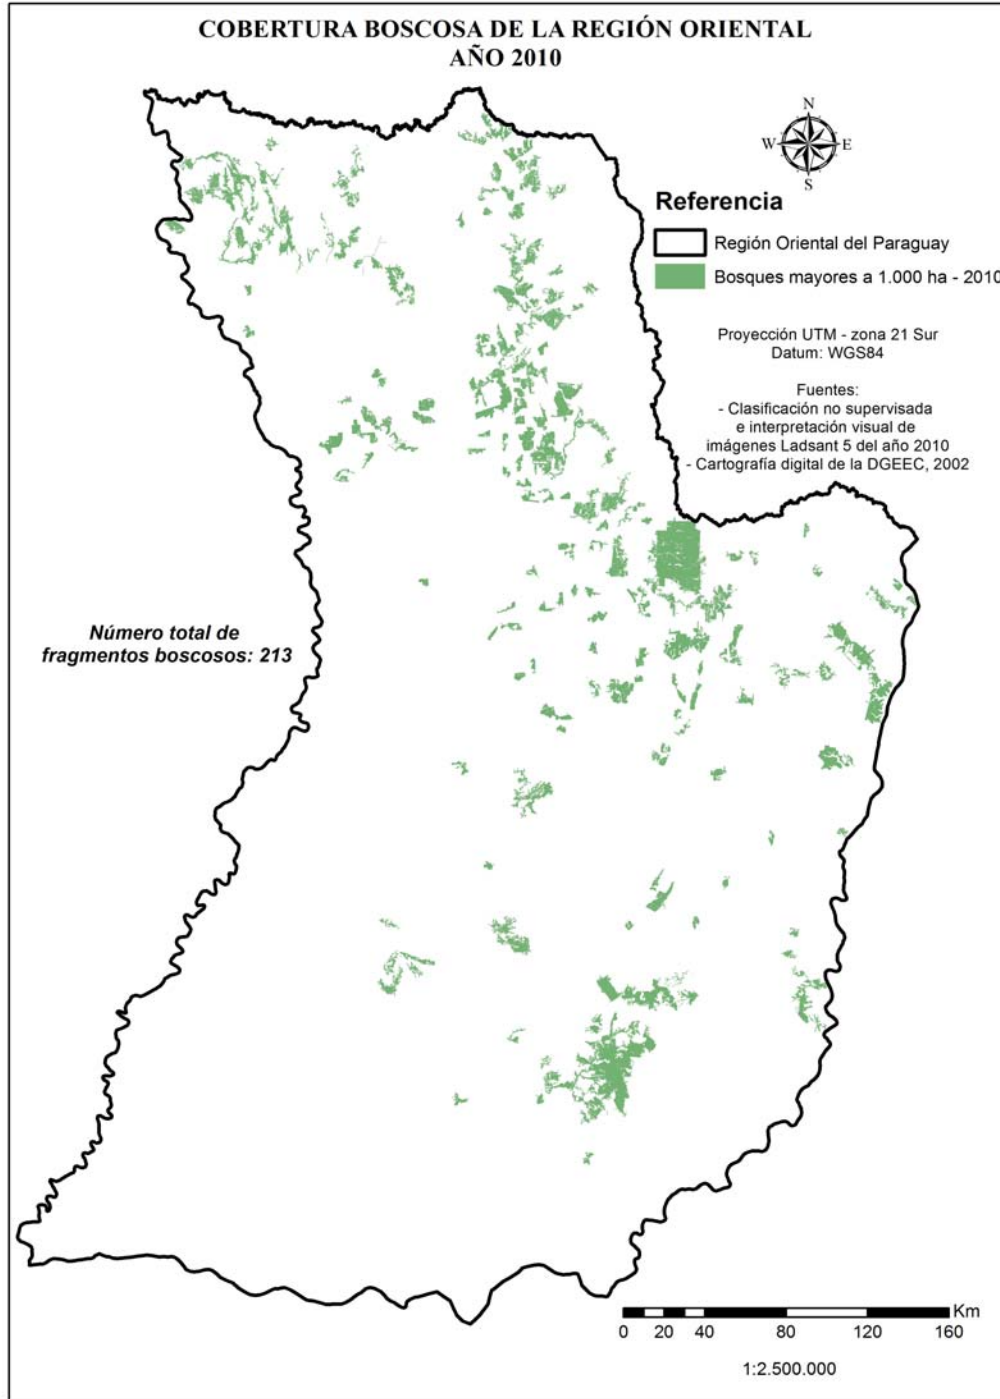 COBERTURA BOSCOSA DE LA REGIÓN ORIENTAL
AÑO 2010
N
W E
S
Referencia
Región Oriental del Paraguay
Bosques mayores a 1.000 ha - 2010
Proyección UTM - zona 21 Sur
Datum: WGS84
Fuentes:
- Clasificación no supervisada
e interpretación visual de
imágenes Ladsant 5 del año 2010
- Cartografía digital de la DGEEC, 2002
Número total de
fragmentos boscosos: 213
Km
0 20 40 80 120 160
1:2.500.000